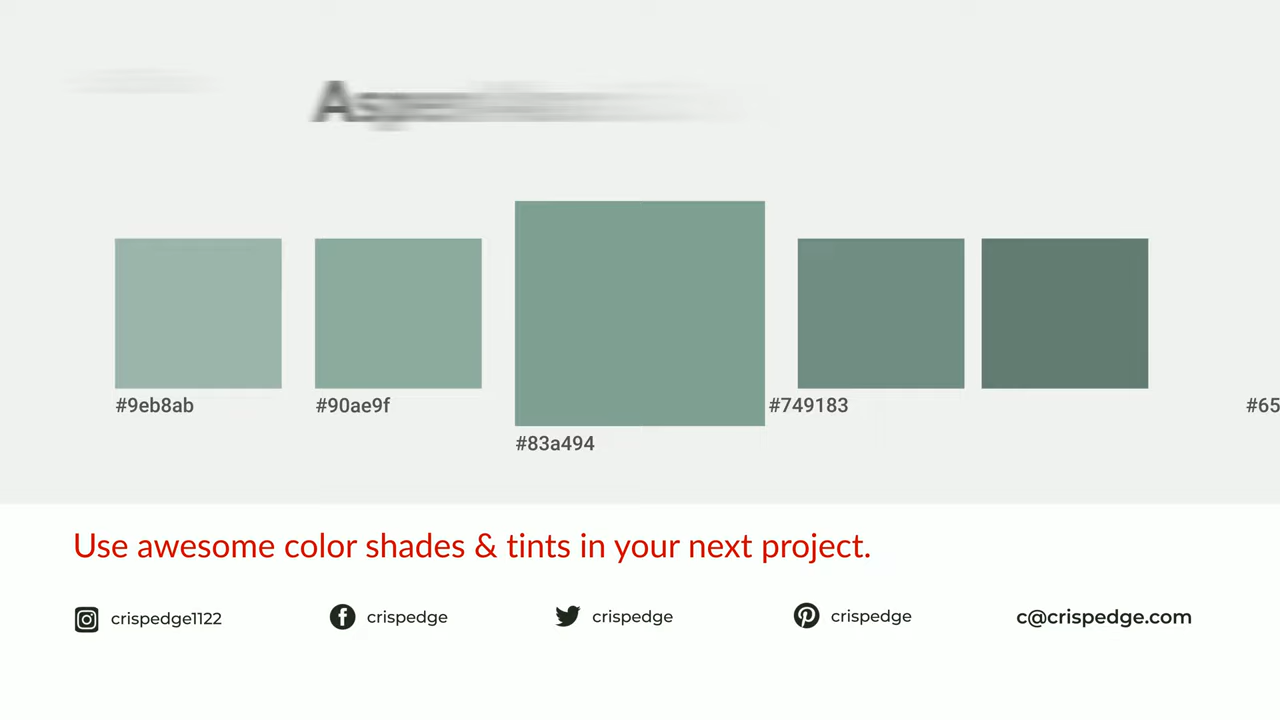 #9eb8ab
#90ae9f
#83a494
#749183
#65
Use awesome color shades & tints in your next project.
crispedge1122
crispedge
crispedge
crispedge
c@crispedge.com